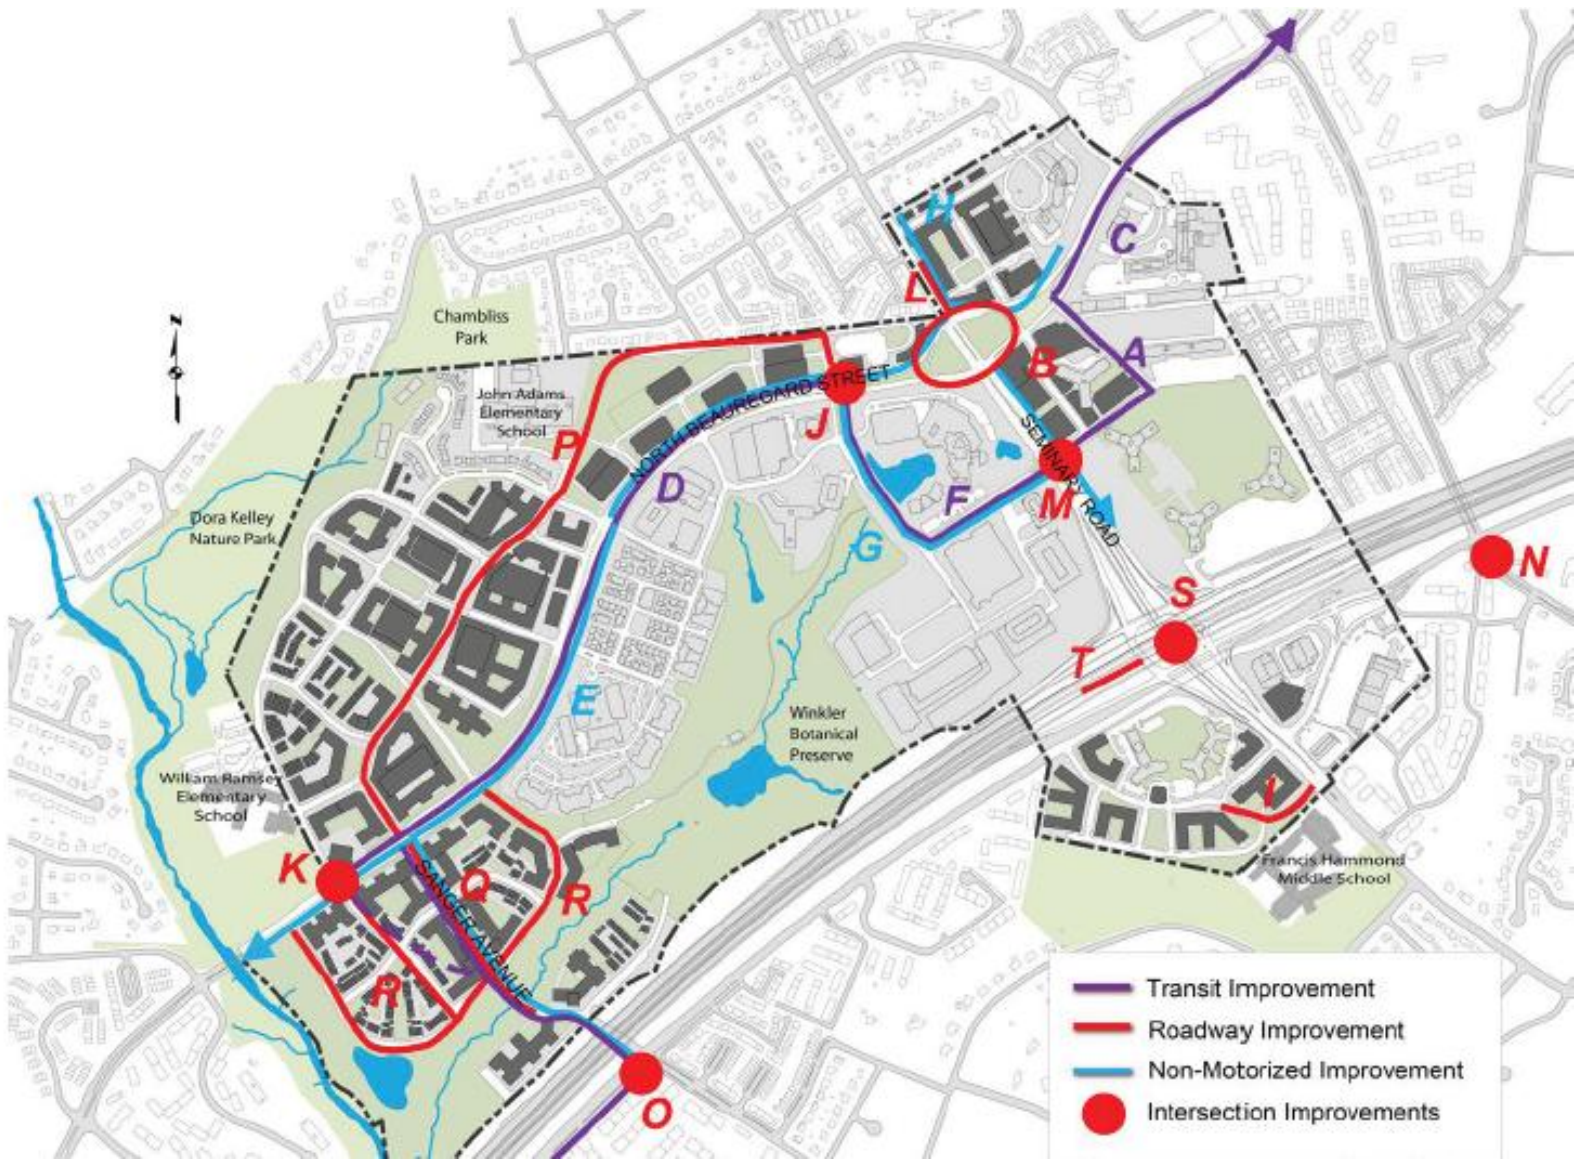 H
C
z
L
Chambliss
Park
A
B
John Adams
Elementary
School
NORTH BEAUREGARD STREET
J
P
SEMINARY ROAD
D
F
M
Dora Kelley
Nature Park
G
N
S
T
E
Winkler
Botanical
Preserve
William Ramsey
Elementary
School
I
K
Q
R
Francis Hammond
Middle School
SANGER AVENUE
R
O
Transit Improvement
Roadway Improvement
Non-Motorized Improvement
Intersection Improvements